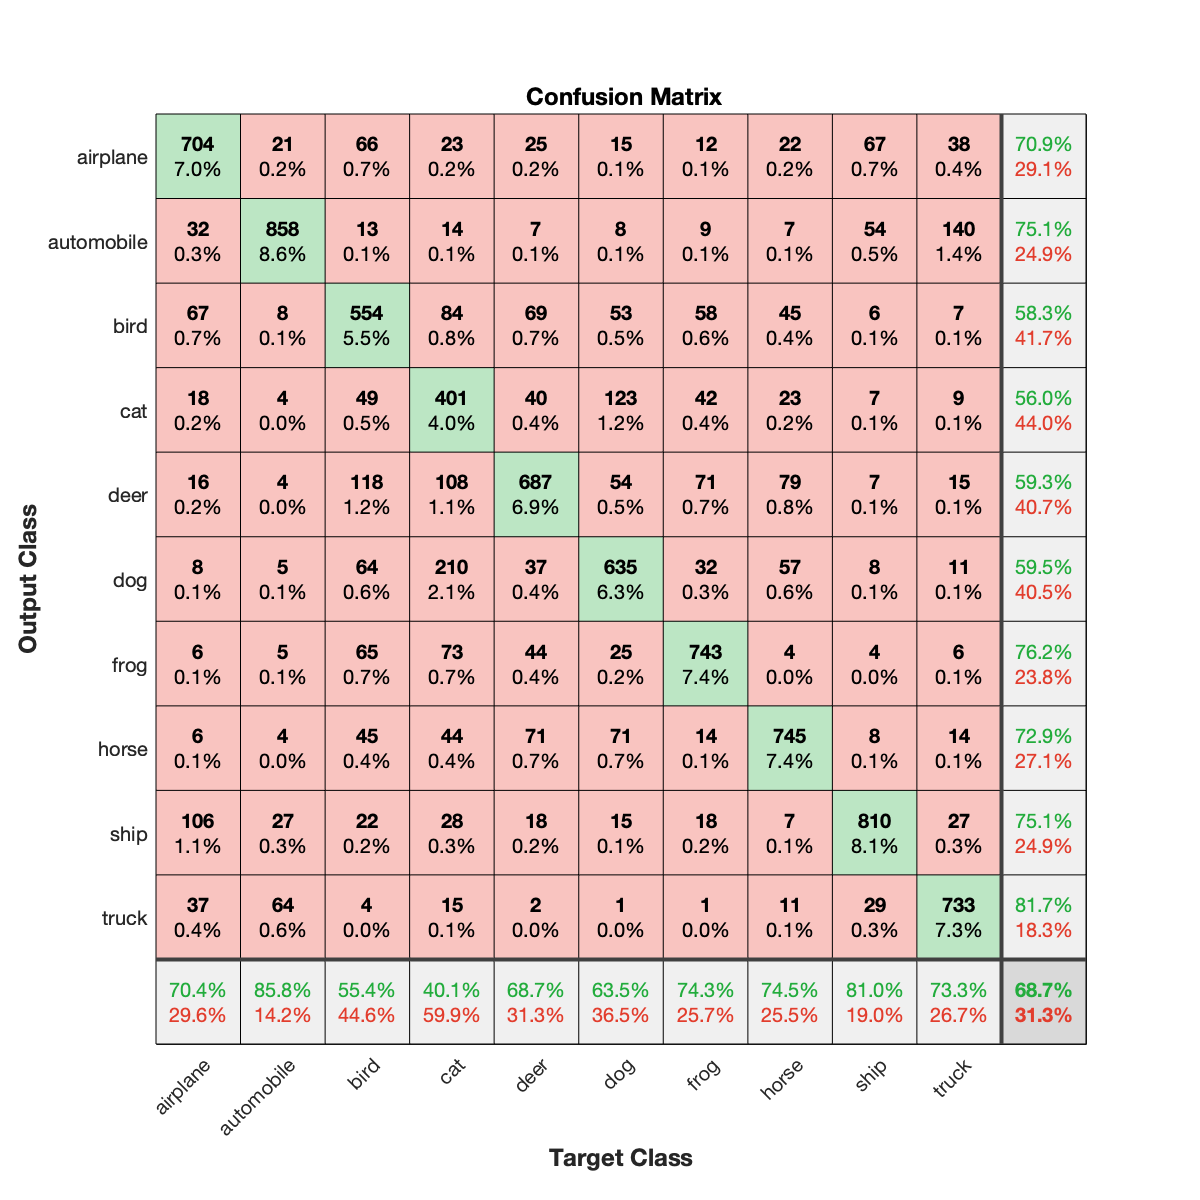 Confusion Matrix
airplane 704 21 66 23 25 15 12 22 67 38 70.9%
7.0% 0.2% 0.7% 0.2% 0.2% 0.1% 0.1% 0.2% 0.7% 0.4% 29.1%
automobile 32 858 13 14 7 8 9 7 54 140 75.1%
0.3% 8.6% 0.1% 0.1% 0.1% 0.1% 0.1% 0.1% 0.5% 1.4% 24.9%
bird 67 8 554 84 69 53 58 45 6 7 58.3%
0.7% 0.1% 5.5% 0.8% 0.7% 0.5% 0.6% 0.4% 0.1% 0.1% 41.7%
cat 18 4 49 401 40 123 42 23 7 9 56.0%
0.2% 0.0% 0.5% 4.0% 0.4% 1.2% 0.4% 0.2% 0.1% 0.1% 44.0%
deer 16 4 118 108 687 54 71 79 7 15 59.3%
0.2% 0.0% 1.2% 1.1% 6.9% 0.5% 0.7% 0.8% 0.1% 0.1% 40.7%
dog 8 5 64 210 37 635 32 57 8 11 59.5%
0.1% 0.1% 0.6% 2.1% 0.4% 6.3% 0.3% 0.6% 0.1% 0.1% 40.5%
frog 6 5 65 73 44 25 743 4 4 6 76.2%
0.1% 0.1% 0.7% 0.7% 0.4% 0.2% 7.4% 0.0% 0.0% 0.1% 23.8%
horse 6 4 45 44 71 71 14 745 8 14 72.9%
0.1% 0.0% 0.4% 0.4% 0.7% 0.7% 0.1% 7.4% 0.1% 0.1% 27.1%
ship 106 27 22 28 18 15 18 7 810 27 75.1%
1.1% 0.3% 0.2% 0.3% 0.2% 0.1% 0.2% 0.1% 8.1% 0.3% 24.9%
truck 37 64 4 15 2 1 1 11 29 733 81.7%
0.4% 0.6% 0.0% 0.1% 0.0% 0.0% 0.0% 0.1% 0.3% 7.3% 18.3%
70.4% 85.8% 55.4% 40.1% 68.7% 63.5% 74.3% 74.5% 81.0% 73.3% 68.7%
29.6% 14.2% 44.6% 59.9% 31.3% 36.5% 25.7% 25.5% 19.0% 26.7% 31.3%
airplane automobile bird cat deer dog frog horse ship truck
Target Class
Output Class